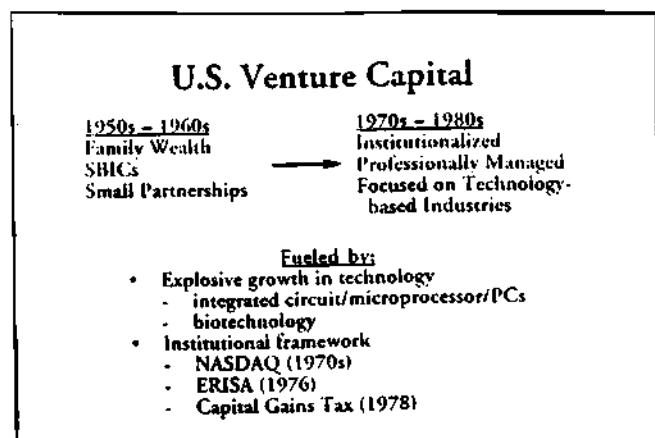 U.S. Venture Capital
1950s – 1960s
Family Wealth
SBICs
Small Partnerships
1970s – 1980s
Institutionalized
Professionally Managed
Focused on Technology-
based Industries
Fueled by:
• Explosive growth in technology
- integrated circuit/microprocessor/PCs
- biotechnology
• Institutional framework
- NASDAQ (1970s)
- ERISA (1976)
- Capital Gains Tax (1978)